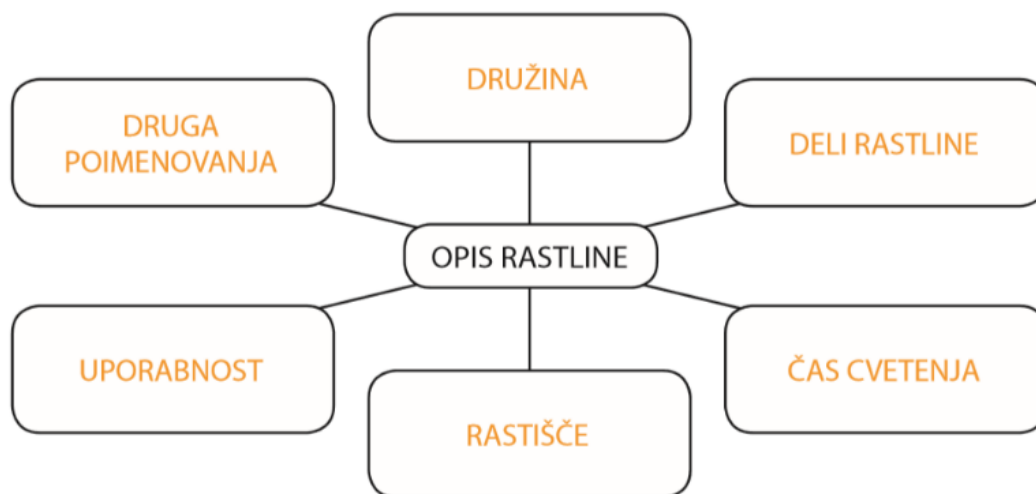 DRUŽINA
DRUGA
POIMENOVANJA
DELI RASTLINE
OPIS RASTLINE
UPORABNOST
ČAS CVETENJA
RASTIŠČE